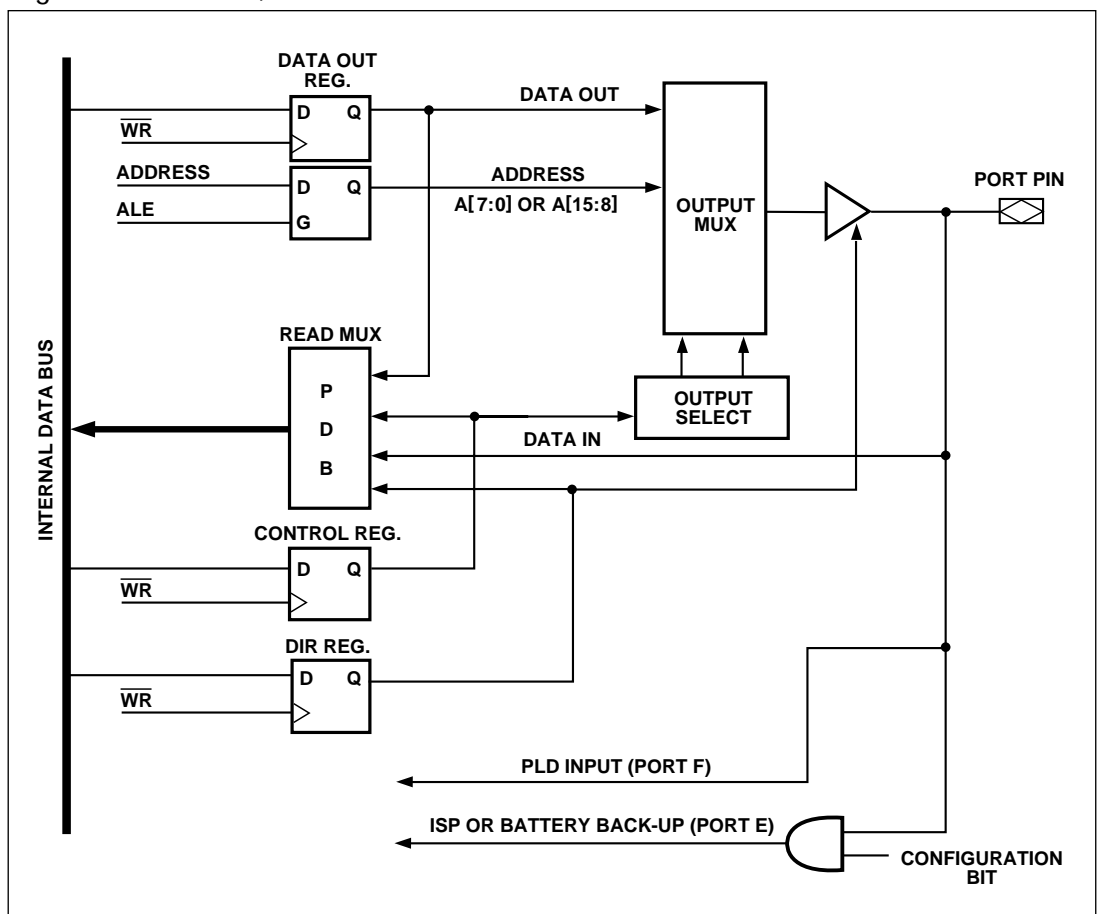 DATA OUT
REG.
D Q
WR
DATA OUT
ADDRESS
D Q
ALE
G
ADDRESS
A[7:0] OR A[15:8]
OUTPUT
MUX
PORT PIN
READ MUX
P
D
B
OUTPUT
SELECT
DATA IN
INTERNAL DATA BUS
CONTROL REG.
D Q
WR
DIR REG.
D Q
WR
PLD INPUT (PORT F)
ISP OR BATTERY BACK-UP (PORT E)
CONFIGURATION
BIT